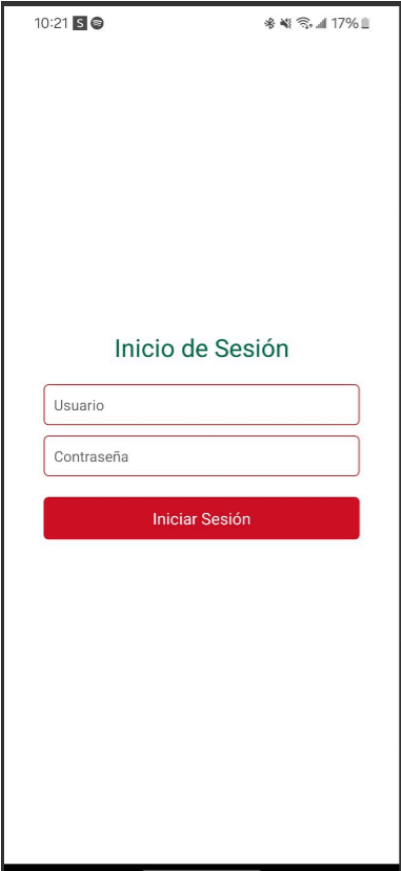 10:21 S 17%
Inicio de Sesión
Usuario
Contraseña
Iniciar Sesión